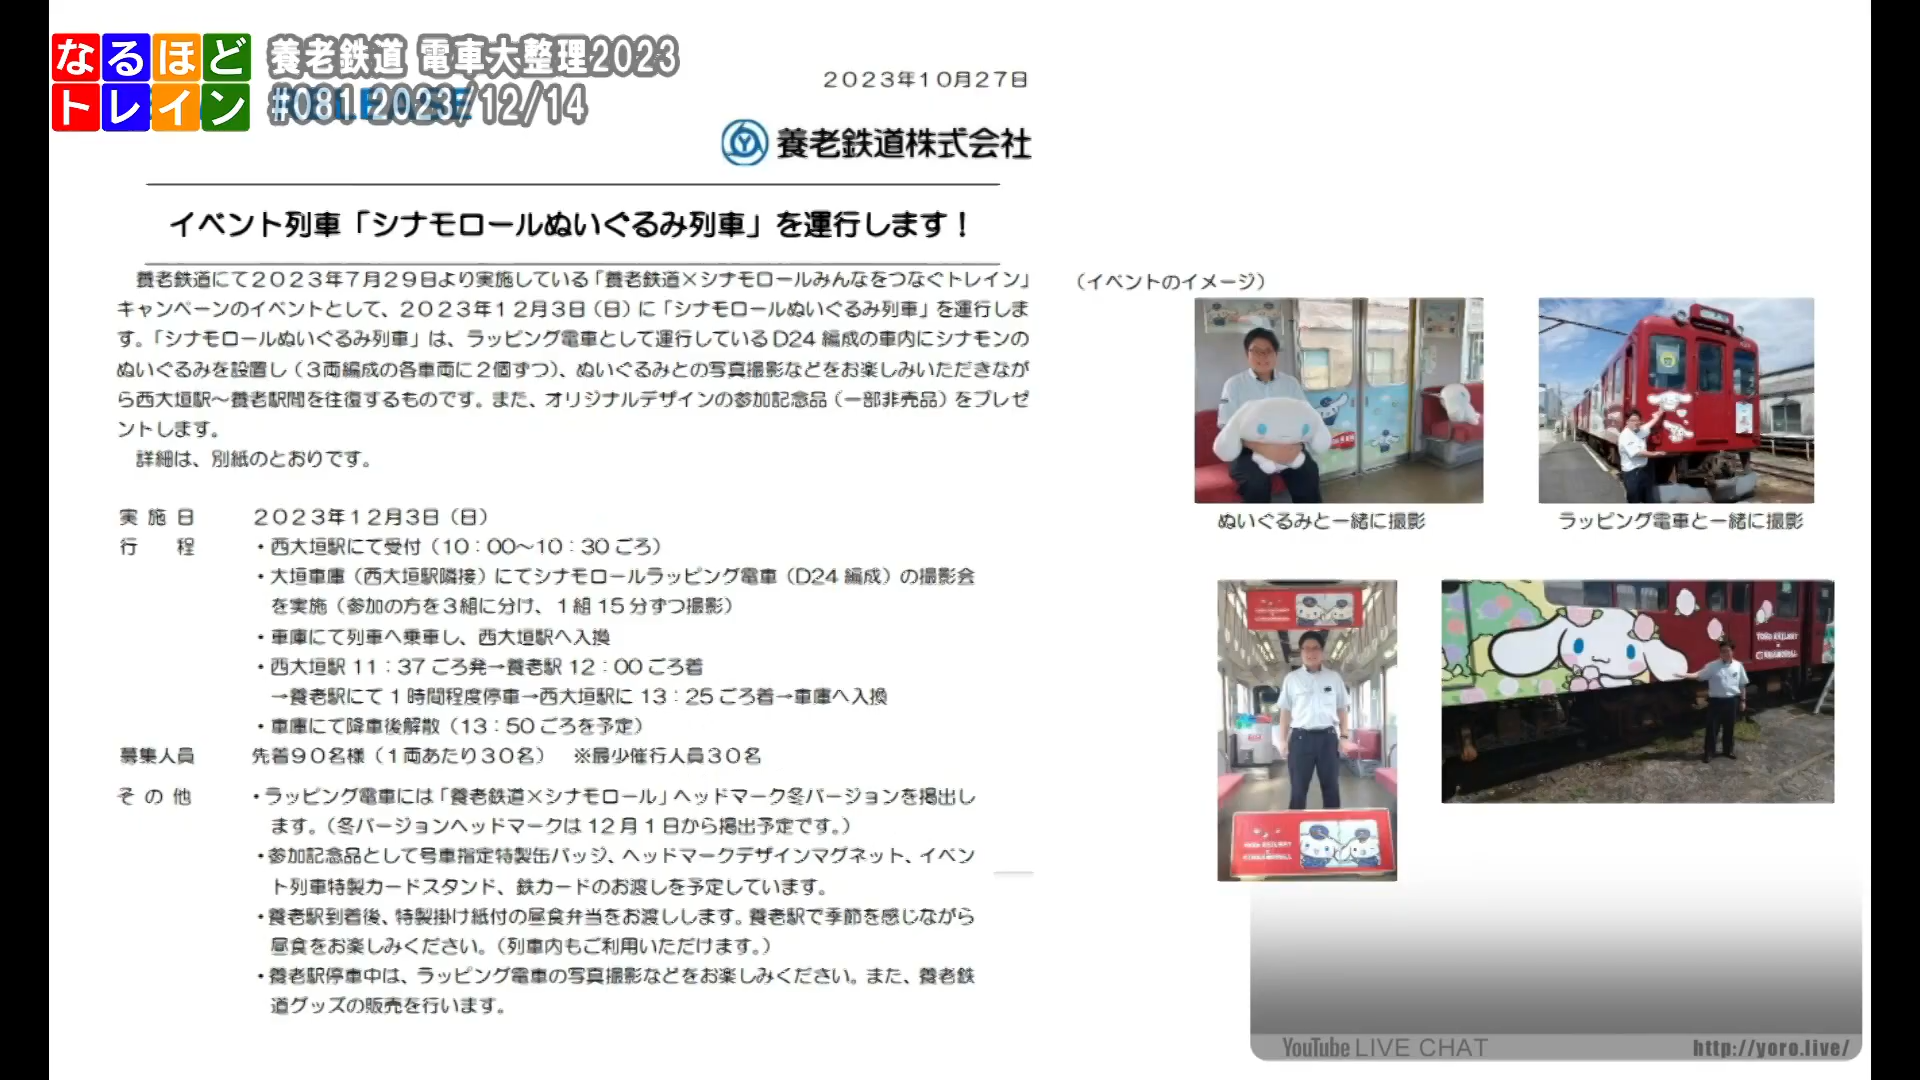 なるほど
トレイン
養老鉄道 電車大整理2023
#081 2023/12/14
2023年10月27日
養老鉄道株式会社
イベント列車「シナモロールぬいぐるみ列車」を運行します!
養老鉄道にて2023年7月29日より実施している「養老鉄道×シナモロールみんなをつなぐトレイン」
キャンペーンのイベントとして、2023年12月3日(日)に「シナモロールぬいぐるみ列車」を運行しま
す。「シナモロールぬいぐるみ列車」は、ラッピング電車として運行しているD24編成の車内にシナモンの
ぬいぐるみを設置し(3両編成の各車両に2個ずつ)、ぬいぐるみとの写真撮影などをお楽しみいただきなが
ら西大垣駅~養老駅間を往復するものです。また、オリジナルデザインの参加記念品(一部非売品)をプレゼ
ントします。
詳細は、別紙のとおりです。
実施日 2023年12月3日(日)
行程 ・西大垣駅にて受付(10:00~10:30ごろ)
・大垣車庫(西大垣駅隣接)にてシナモロールラッピング電車(D24編成)の撮影会
を実施(参加の方を3組に分け、1組15分ずつ撮影)
・車庫にて列車へ乗車し、西大垣駅へ入換
・西大垣駅11:37ごろ発→養老駅12:00ごろ着
→養老駅にて1時間程度停車→西大垣駅に13:25ごろ着→車庫へ入換
・車庫にて降車後解散(13:50ごろを予定)
募集人員 先着90名様(1両あたり30名) ※最少催行人員30名
その他 ・ラッピング電車には「養老鉄道×シナモロール」ヘッドマーク冬バージョンを掲出し
ます。(冬バージョンヘッドマークは12月1日から掲出予定です。)
・参加記念品として号車指定特製缶バッジ、ヘッドマークデザインマグネット、イベン
ト列車特製カードスタンド、鉄カードのお渡しを予定しています。
・養老駅到着後、特製掛け紙付の昼食弁当をお渡しします。養老駅で季節を感じながら
昼食をお楽しみください。(列車内もご利用いただけます。)
・養老駅停車中は、ラッピング電車の写真撮影などをお楽しみください。また、養老鉄
道グッズの販売を行います。
(イベントのイメージ)
ぬいぐるみと一緒に撮影
ラッピング電車と一緒に撮影
YORO RAILWAY
×
CINNAMOROLL
YouTube LIVE CHAT
http://yoro.live/